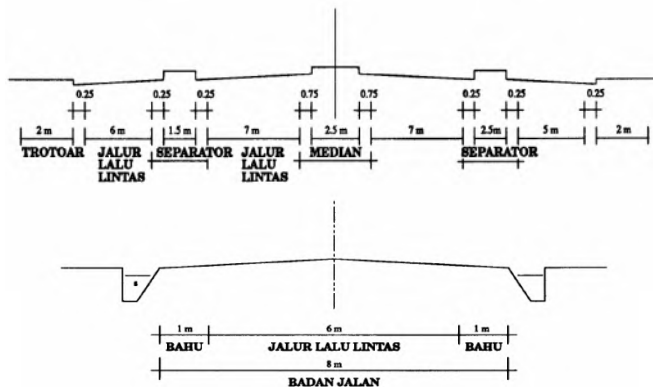 0.25 0.25 0.25 0.75 0.75 0.25 0.25 0.25
2 m 6 m 1.5 m 7 m 2.5 m 7 m 2.5m 5 m 2 m
TROTOAR JALUR SEPARATOR JALUR MEDIAN SEPARATOR
LALU LALU
LINTAS LINTAS
s
1 m 6 m 1 m
BAHU JALUR LALU LINTAS BAHU
8 m
BADAN JALAN